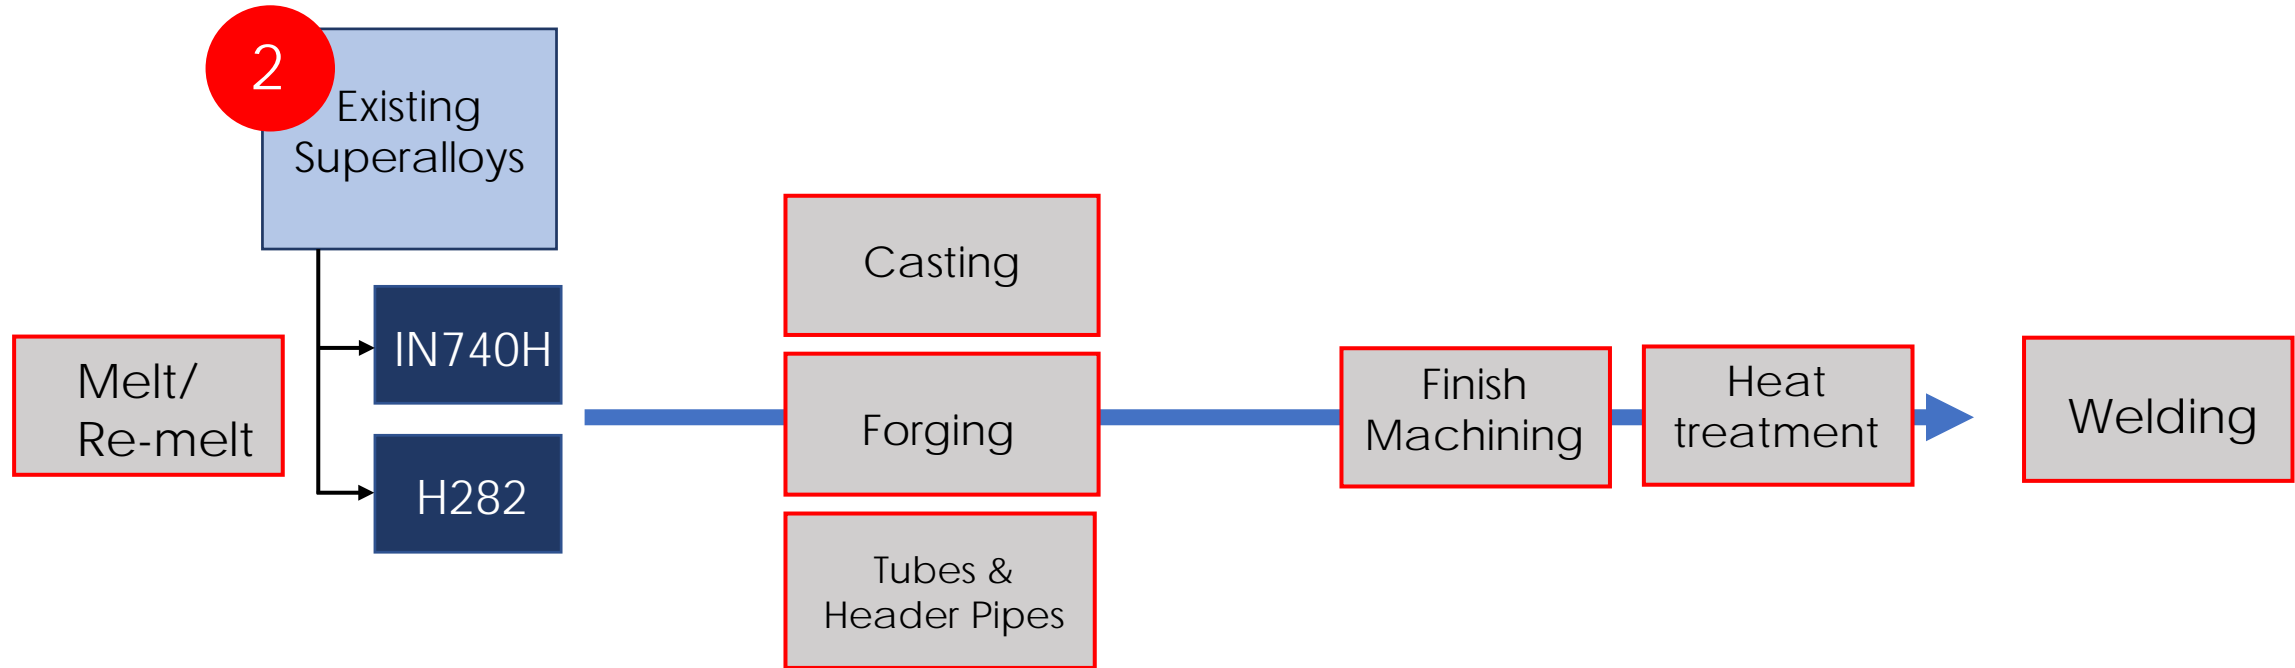 2
Existing
Superalloys
IN740H
H282
Melt/
Re-melt
Casting
Forging
Tubes &
Header Pipes
Finish
Machining
Heat
treatment
Welding